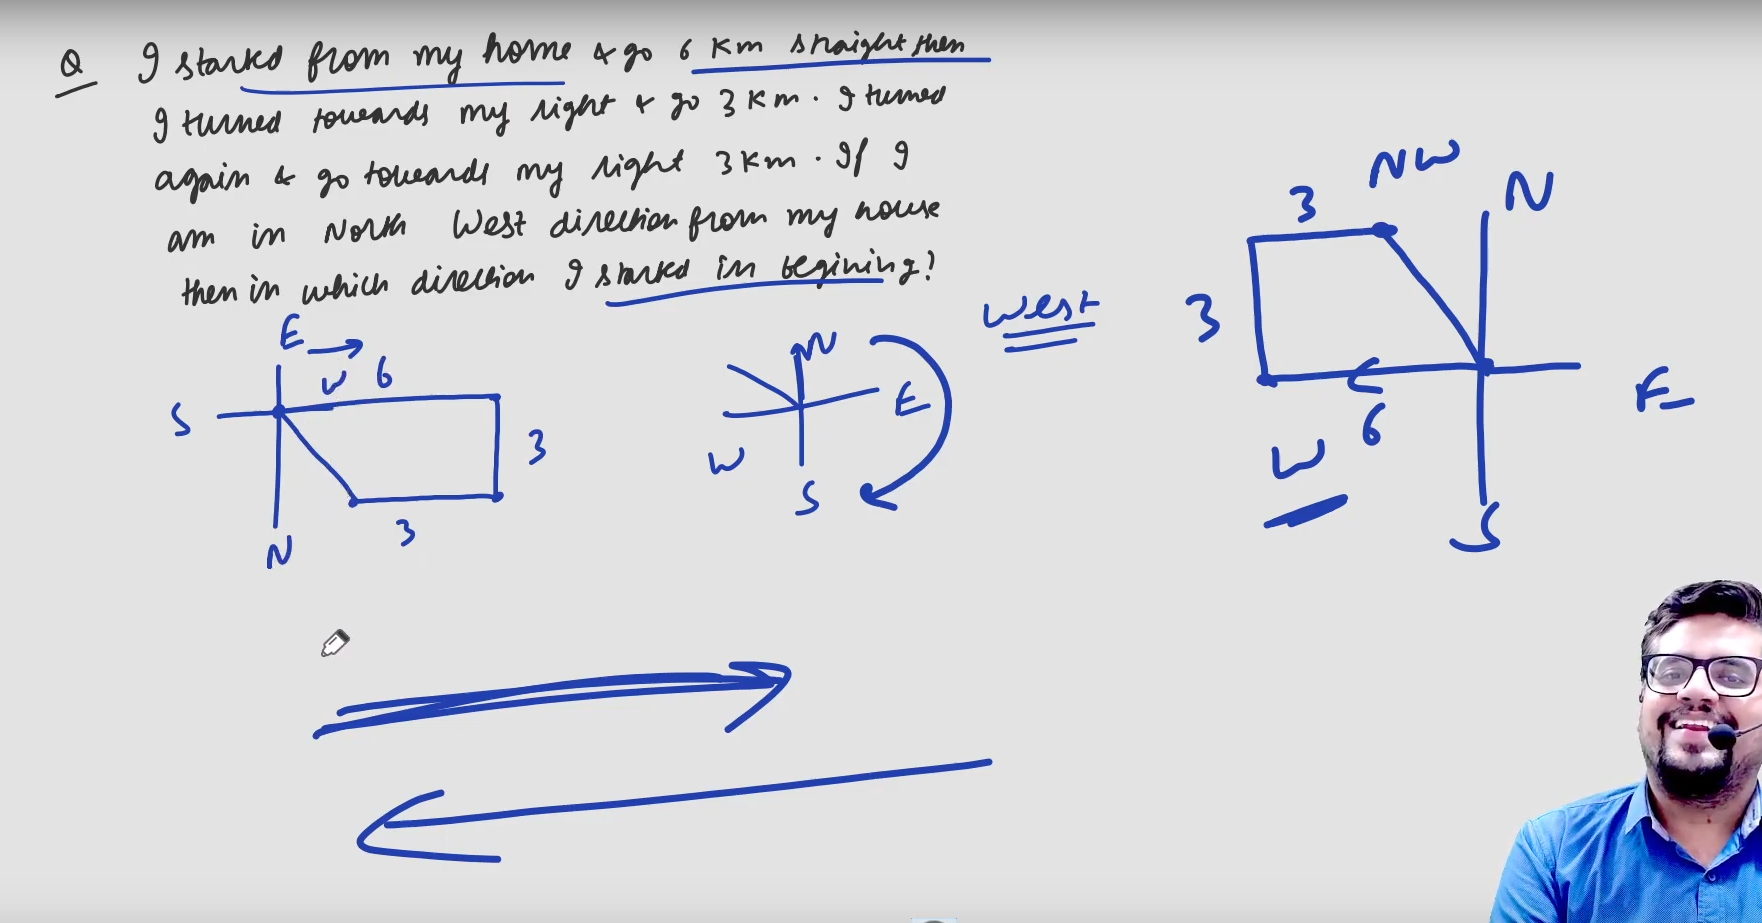 Q I started from my home & go 6 Km straight then
I turned towards my right & go 3 Km. I turned
again & go towards my right 3 Km. If I
am in North West direction from my house
then in which direction I started in begining?
West
E
W 6
S
3
3
N
N
E
W
S
NW
3
N
3
E
6
W
S